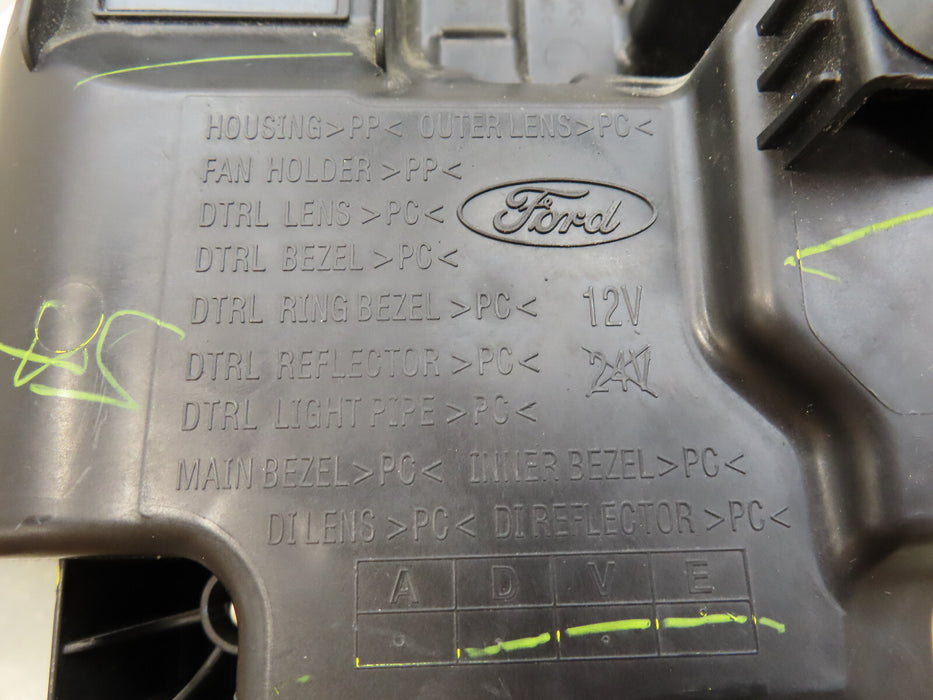 HOUSING>PP< OUTER LENS>PC<
FAN HOLDER>PP<
DTRL LENS>PC<
Ford
DTRL BEZEL>PC<
DTRL RING BEZEL>PC< 12V
DTRL REFLECTOR>PC< 24V
DTRL LIGHT PIPE>PC<
MAIN BEZEL>PC< INNER BEZEL>PC<
DI LENS>PC< DI REFLECTOR>PC<
A D V E